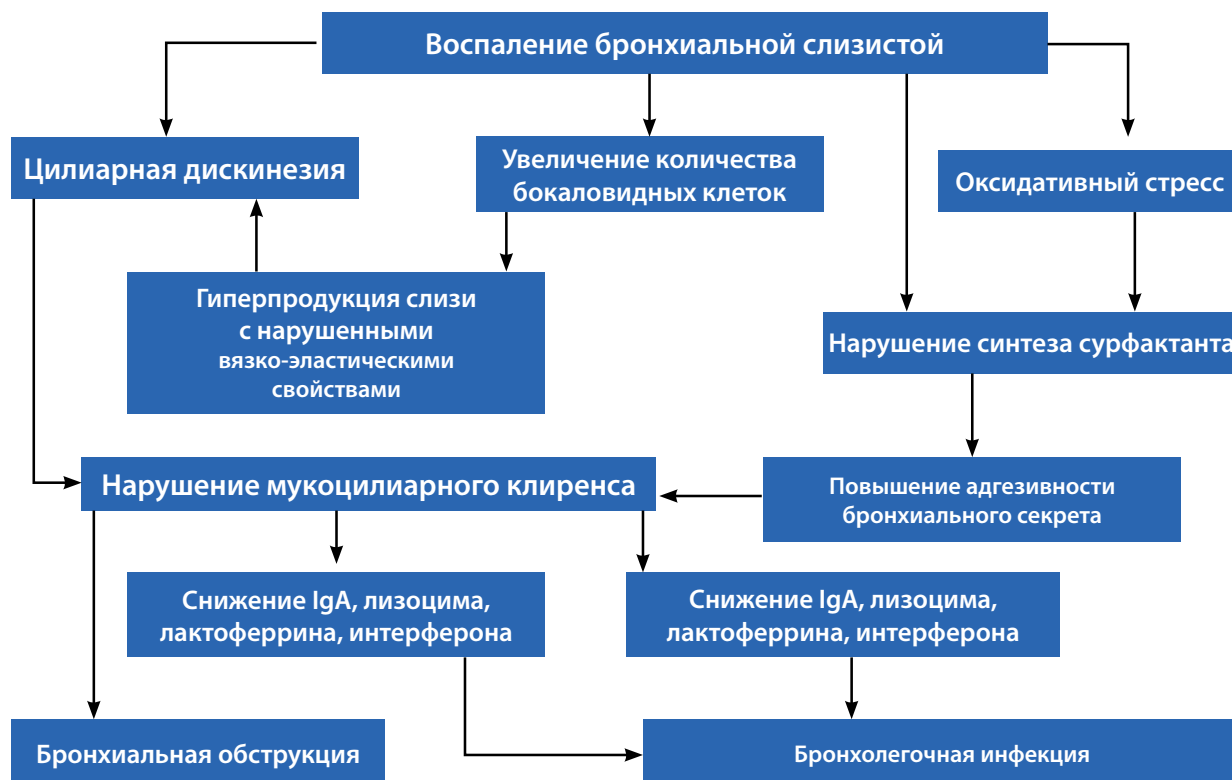 Воспаление бронхиальной слизистой
Цилиарная дискинезия
Увеличение количества
бокаловидных клеток
Оксидативный стресс
Гиперпродукция слизи
с нарушенными
вязко-эластическими
свойствами
Нарушение синтеза сурфактанта
Нарушение мукоцилиарного клиренса
Повышение адгезивности
бронхиального секрета
Снижение IgA, лизоцима,
лактоферрина, интерферона
Снижение IgA, лизоцима,
лактоферрина, интерферона
Бронхиальная обструкция
Бронхолегочная инфекция